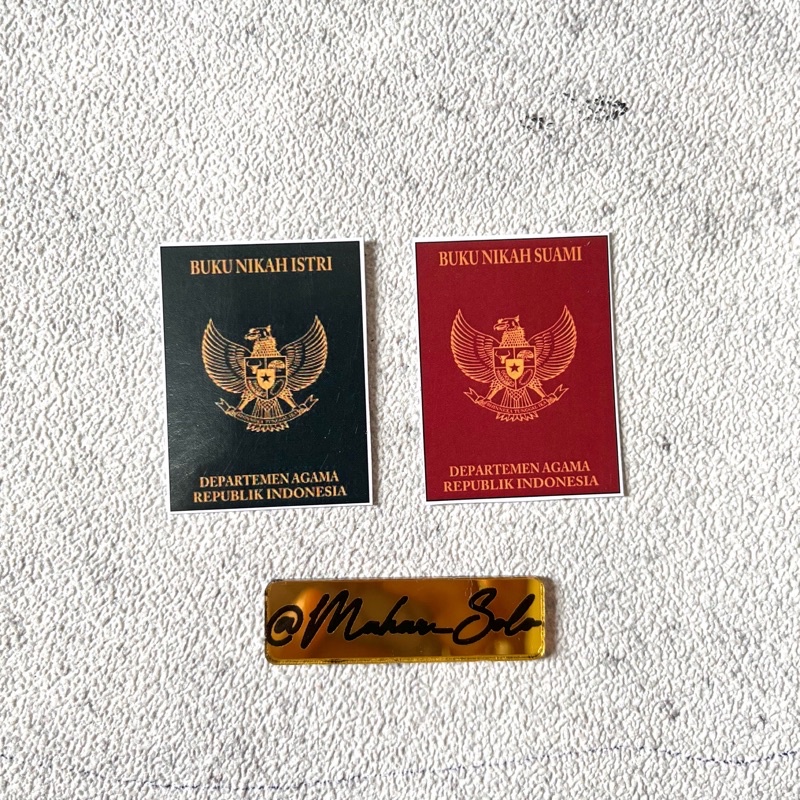 BUKU NIKAH ISTRI
DEPARTEMEN AGAMA
REPUBLIK INDONESIA
BUKU NIKAH SUAMI
DEPARTEMEN AGAMA
REPUBLIK INDONESIA
@Mahar_Solo